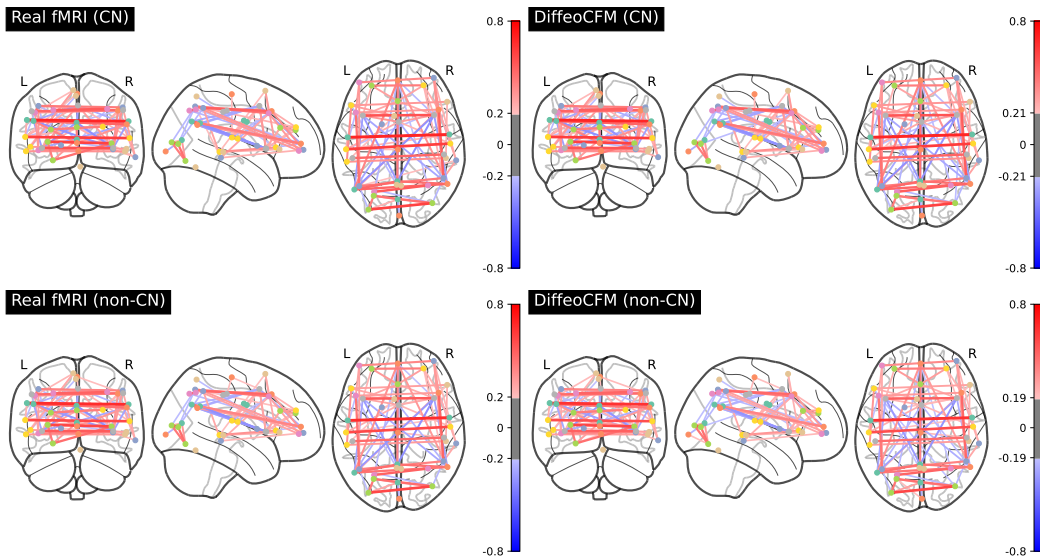 Real fMRI (CN)
L R
L R
0.8
0.2
0
-0.2
-0.8
DiffeoCFM (CN)
L R
L R
0.8
0.21
0
-0.21
-0.8
Real fMRI (non-CN)
L R
L R
0.8
0.2
0
-0.2
-0.8
DiffeoCFM (non-CN)
L R
L R
0.8
0.19
0
-0.19
-0.8